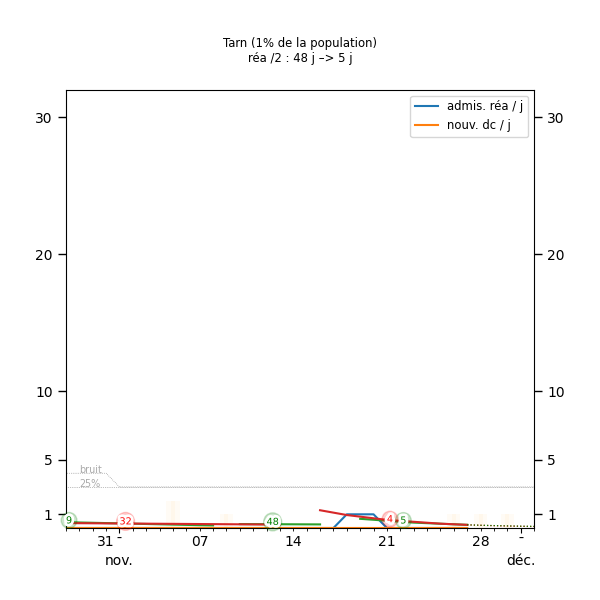 Tarn (1% de la population)
réa /2 : 48 j –> 5 j
admis. réa / j
nouv. dc / j
30 30
20 20
10 10
5 5
bruit
25%
1 1
9 32 48 4 5
31 - 07 14 21 28 -
nov. déc.